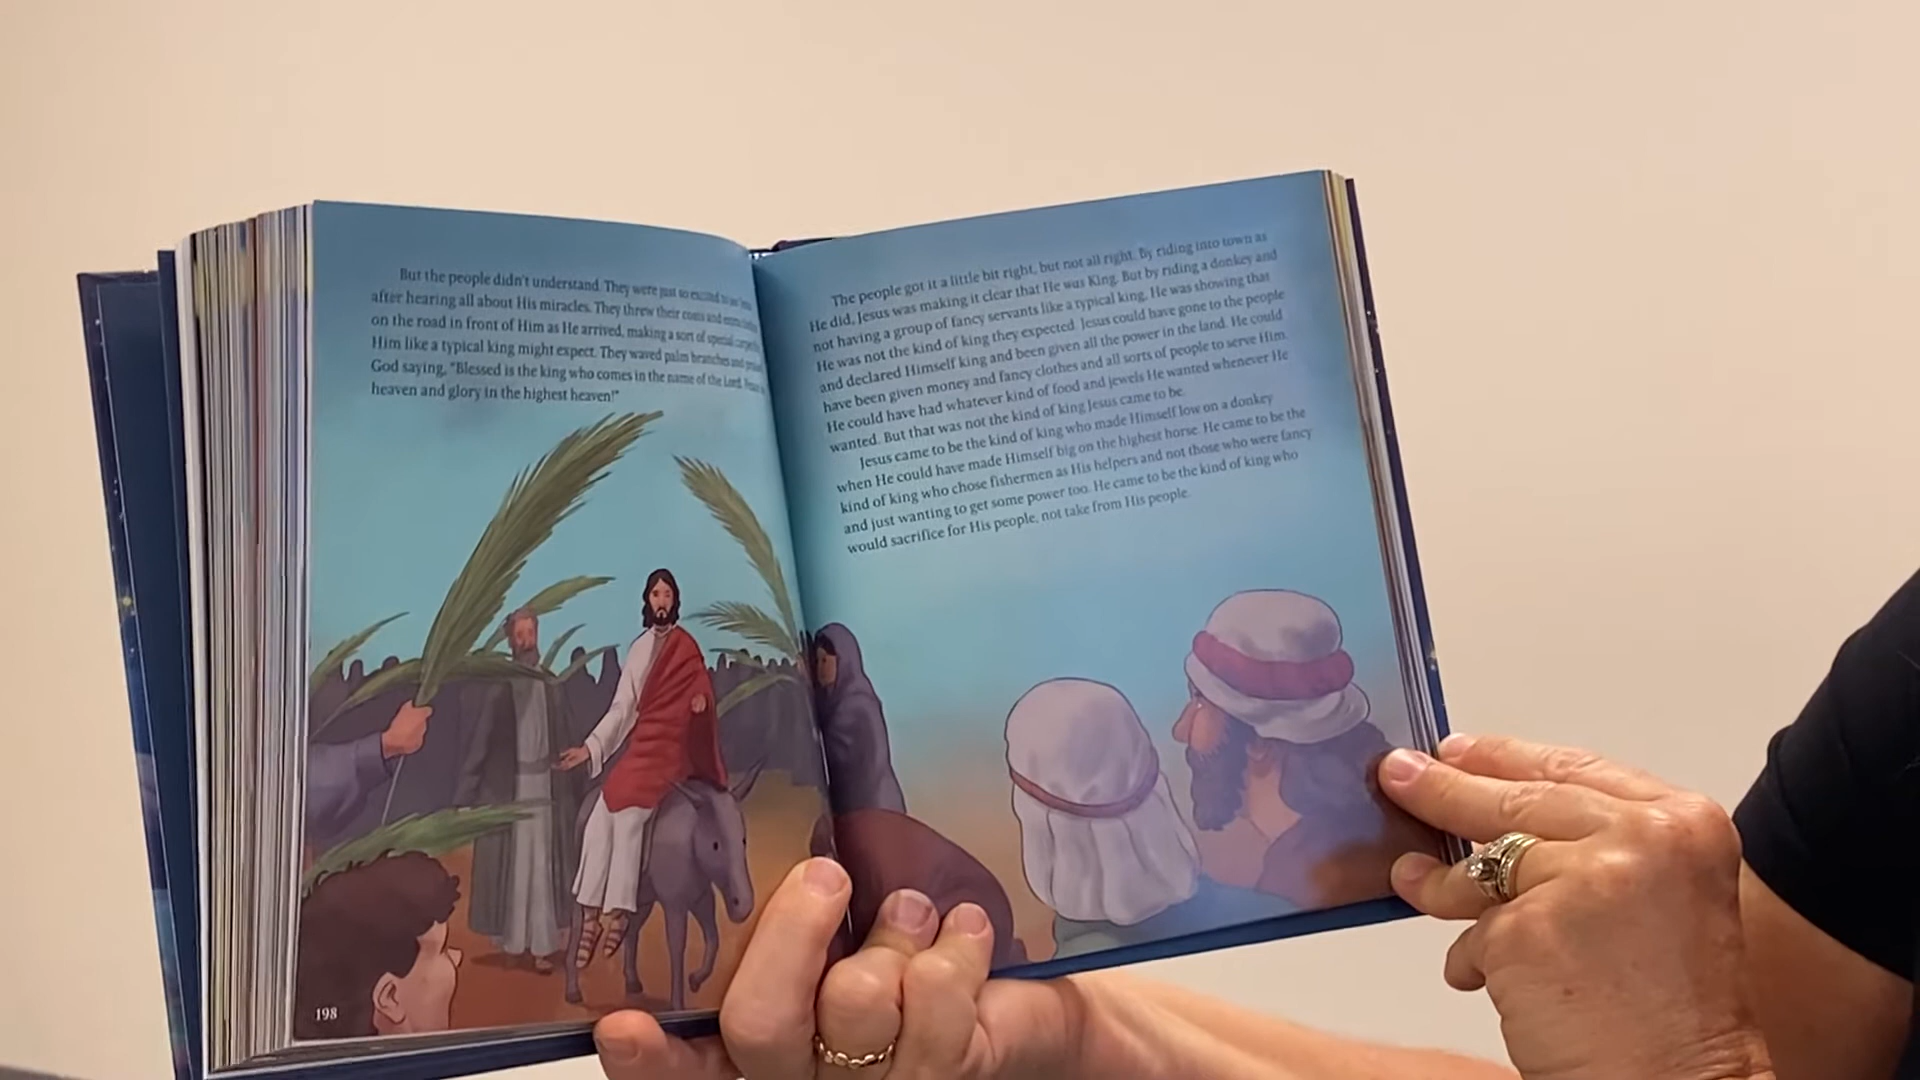 But the people didn't understand. They were just so excited to see Him
after hearing all about His miracles. They threw their coats and
on the road in front of Him as He arrived, making a sort of special carpet
Him like a typical king might expect. They waved palm branches and
God saying, "Blessed is the king who comes in the name of the Lord. Peace in
heaven and glory in the highest heaven!"
198
The people got it a little bit right, but not all right. By riding into town as
He did, Jesus was making it clear that He was King. But by riding a donkey and
not having a group of fancy servants like a typical king, He was showing that
He was not the kind of king they expected. Jesus could have gone to the people
and declared Himself king and been given all the power in the land. He could
have been given money and fancy clothes and all sorts of people to serve Him.
He could have had whatever kind of food and jewels He wanted whenever He
wanted. But that was not the kind of king Jesus came to be.
Jesus came to be the kind of king who made Himself low on a donkey
when He could have made Himself big on the highest horse. He came to be the
kind of king who chose fishermen as His helpers and not those who were fancy
and just wanting to get some power too. He came to be the kind of king who
would sacrifice for His people, not take from His people.